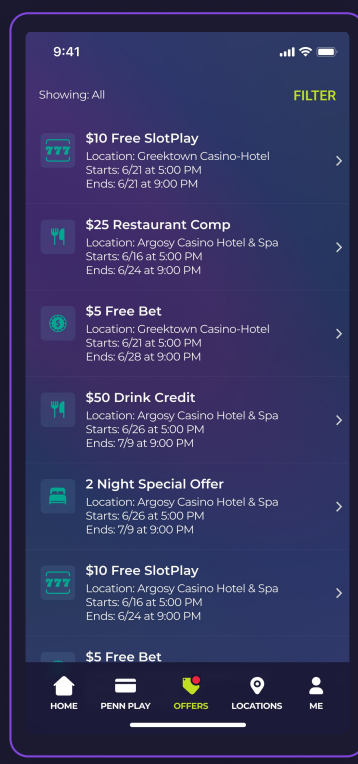 9:41
Showing: All
FILTER
777
$10 Free SlotPlay
Location: Greektown Casino-Hotel
Starts: 6/21 at 5:00 PM
Ends: 6/21 at 9:00 PM
$25 Restaurant Comp
Location: Argosy Casino Hotel & Spa
Starts: 6/16 at 5:00 PM
Ends: 6/24 at 9:00 PM
$
$5 Free Bet
Location: Greektown Casino-Hotel
Starts: 6/21 at 5:00 PM
Ends: 6/28 at 9:00 PM
$50 Drink Credit
Location: Argosy Casino Hotel & Spa
Starts: 6/26 at 5:00 PM
Ends: 7/9 at 9:00 PM
2 Night Special Offer
Location: Argosy Casino Hotel & Spa
Starts: 6/26 at 5:00 PM
Ends: 7/9 at 9:00 PM
777
$10 Free SlotPlay
Location: Argosy Casino Hotel & Spa
Starts: 6/16 at 5:00 PM
Ends: 6/24 at 9:00 PM
$5 Free Bet
HOME
PENN PLAY
OFFERS
LOCATIONS
ME